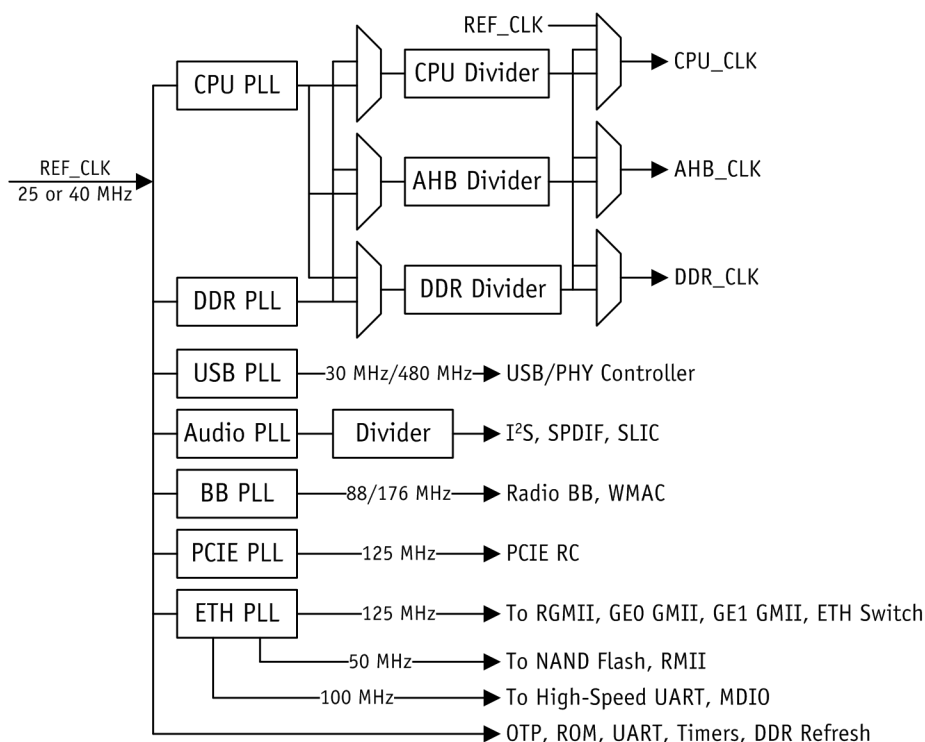 REF_CLK
CPU_CLK
CPU PLL
CPU Divider
REF_CLK
25 or 40 MHz
AHB Divider
AHB_CLK
DDR PLL
DDR Divider
DDR_CLK
USB PLL
30 MHz/480 MHz
USB/PHY Controller
Audio PLL
Divider
I²S, SPDIF, SLIC
BB PLL
88/176 MHz
Radio BB, WMAC
PCIE PLL
125 MHz
PCIE RC
ETH PLL
125 MHz
To RGMII, GE0 GMII, GE1 GMII, ETH Switch
50 MHz
To NAND Flash, RMII
100 MHz
To High-Speed UART, MDIO
OTP, ROM, UART, Timers, DDR Refresh